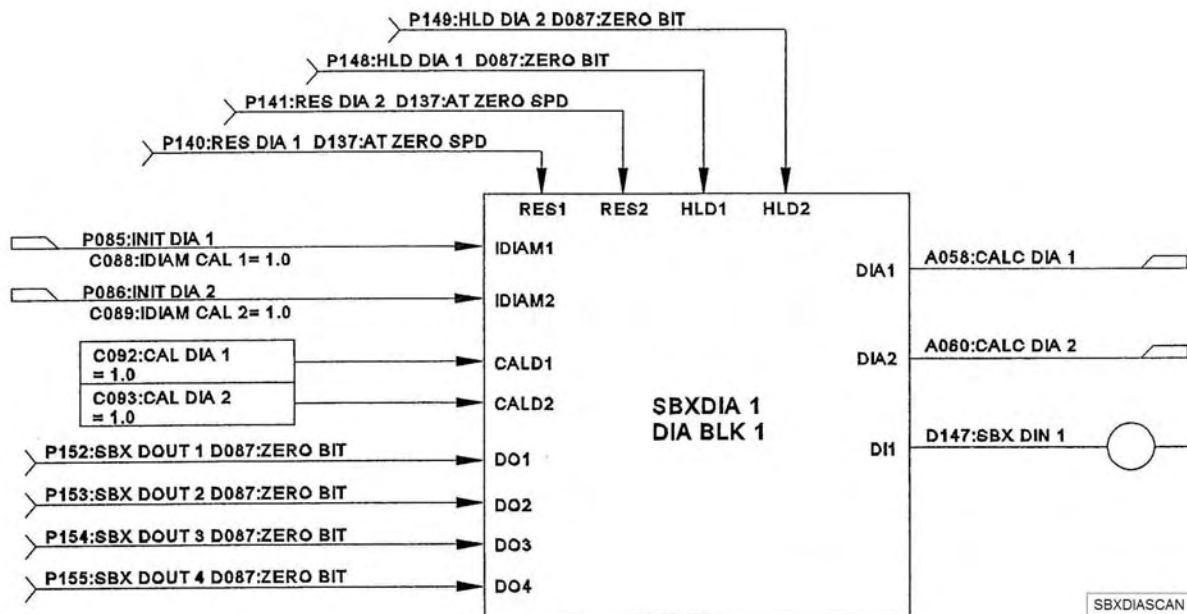 P149:HLD DIA 2 D087:ZERO BIT
P148:HLD DIA 1 D087:ZERO BIT
P141:RES DIA 2 D137:AT ZERO SPD
P140:RES DIA 1 D137:AT ZERO SPD
RES1 RES2 HLD1 HLD2
P085:INIT DIA 1
C088:IDIAM CAL 1= 1.0
IDIAM1
P086:INIT DIA 2
C089:IDIAM CAL 2= 1.0
IDIAM2
C092:CAL DIA 1
= 1.0
CALD1
C093:CAL DIA 2
= 1.0
CALD2
P152:SBX DOUT 1 D087:ZERO BIT
DO1
P153:SBX DOUT 2 D087:ZERO BIT
DO2
P154:SBX DOUT 3 D087:ZERO BIT
DO3
P155:SBX DOUT 4 D087:ZERO BIT
DO4
SBXDIA 1
DIA BLK 1
DIA1
A058:CALC DIA 1
DIA2
A060:CALC DIA 2
DI1
D147:SBX DIN 1
SBXDIASCAN